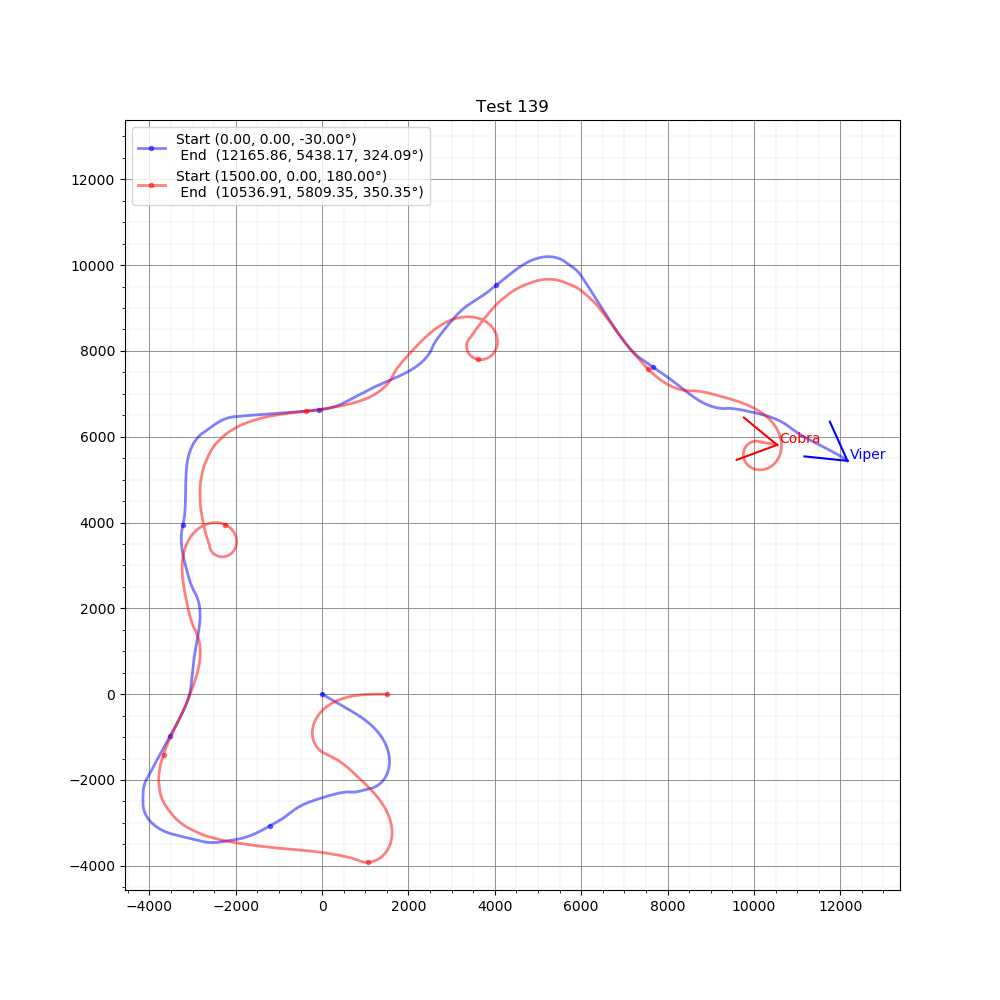 Test 139
Start (0.00, 0.00, -30.00°)
End (12165.86, 5438.17, 324.09°)
Start (1500.00, 0.00, 180.00°)
End (10536.91, 5809.35, 350.35°)
12000
10000
8000
6000
4000
2000
0
−2000
−4000
Cobra
Viper
−4000 −2000 0 2000 4000 6000 8000 10000 12000